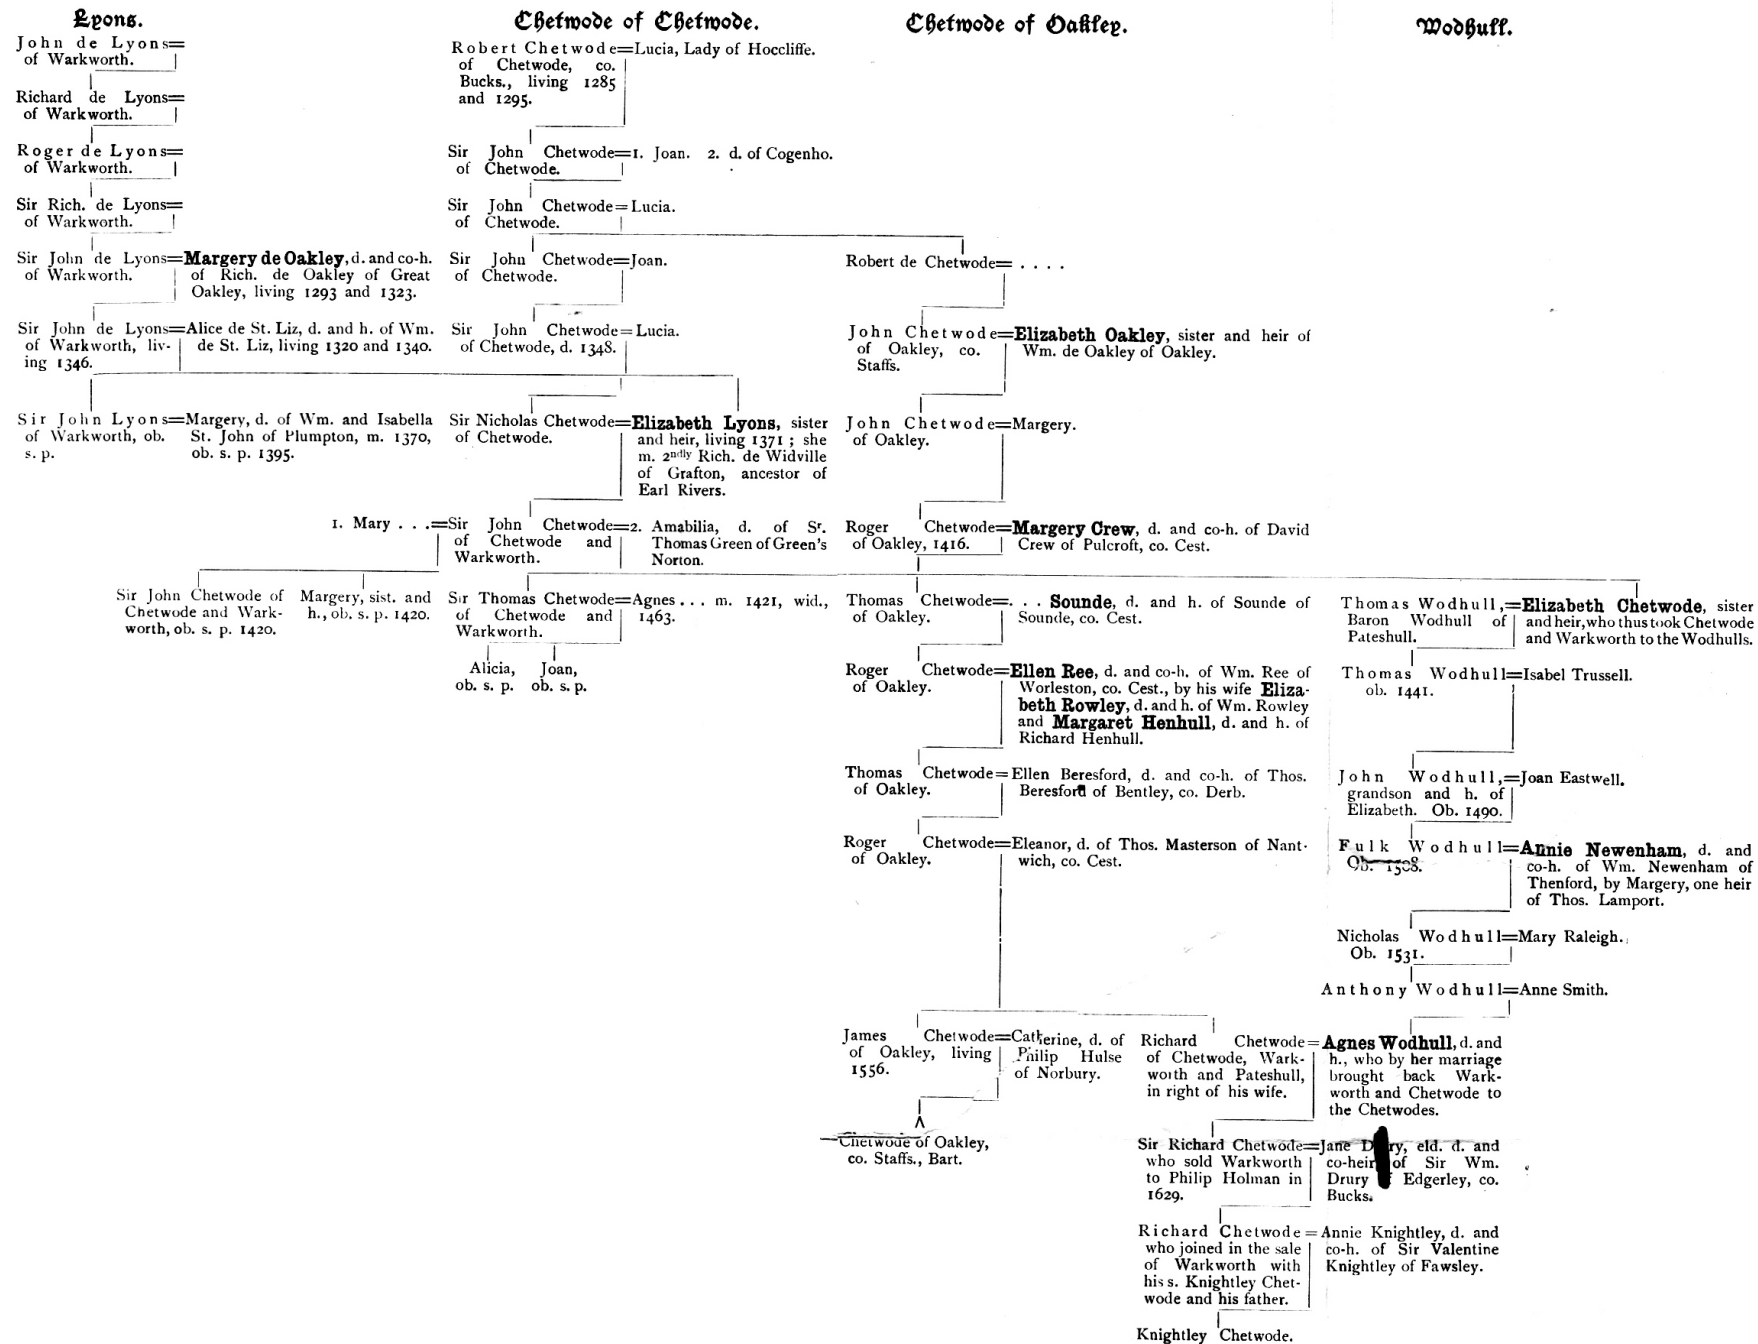 Lyons.
John de Lyons=
of Warkworth.
Richard de Lyons=
of Warkworth.
Roger de Lyons=
of Warkworth.
Sir Rich. de Lyons=
of Warkworth.
Sir John de Lyons=Margery de Oakley, d. and co-h.
of Warkworth. of Rich. de Oakley of Great
Oakley, living 1293 and 1323.
Sir John de Lyons=Alice de St. Liz, d. and h. of Wm.
of Warkworth, liv- de St. Liz, living 1320 and 1340.
ing 1346.
Sir John Lyons=Margery, d. of Wm. and Isabella
of Warkworth, ob. St. John of Plumpton, m. 1370,
s. p. ob. s. p. 1395.
Chetwode of Chetwode.
Robert Chetwode=Lucia, Lady of Hoccliffe.
of Chetwode, co.
Bucks., living 1285
and 1295.
Sir John Chetwode=1. Joan. 2. d. of Cogenho.
of Chetwode.
Sir John Chetwode=Lucia.
of Chetwode.
Sir John Chetwode=Joan.
of Chetwode.
Sir John Chetwode=Lucia.
of Chetwode, d. 1348.
Sir Nicholas Chetwode=Elizabeth Lyons, sister
of Chetwode. and heir, living 1371 ; she
m. 2ndly Rich. de Widville
of Grafton, ancestor of
Earl Rivers.
1. Mary . . .=Sir John Chetwode=2. Amabilia, d. of Sr.
of Chetwode and Thomas Green of Green's
Warkworth. Norton.
Sir John Chetwode of
Chetwode and Wark-
worth, ob. s. p. 1420.
Margery, sist. and
h., ob. s. p. 1420.
Sir Thomas Chetwode=Agnes . . . m. 1421, wid.,
of Chetwode and 1463.
Warkworth.
Alicia,
ob. s. p.
Joan,
ob. s. p.
Chetwode of Oakley.
Robert de Chetwode= . . . .
John Chetwode=Elizabeth Oakley, sister and heir of
of Oakley, co. Wm. de Oakley of Oakley.
Staffs.
John Chetwode=Margery.
of Oakley.
Roger Chetwode=Margery Crew, d. and co-h. of David
of Oakley, 1416. Crew of Pulcroft, co. Cest.
Thomas Chetwode=. . . Sounde, d. and h. of Sounde of
of Oakley. Sounde, co. Cest.
Roger Chetwode=Ellen Ree, d. and co-h. of Wm. Ree of
of Oakley. Worleston, co. Cest., by his wife Eliza-
beth Rowley, d. and h. of Wm. Rowley
and Margaret Henhull, d. and h. of
Richard Henhull.
Thomas Chetwode=Ellen Beresford, d. and co-h. of Thos.
of Oakley. Beresford of Bentley, co. Derb.
Roger Chetwode=Eleanor, d. of Thos. Masterson of Nant-
of Oakley. wich, co. Cest.
James Chetwode=Catherine, d. of
of Oakley, living Philip Hulse
1556. of Norbury.
Chetwode of Oakley,
co. Staffs., Bart.
Wodhull.
Thomas Wodhull,=Elizabeth Chetwode, sister
Baron Wodhull of and heir, who thus took Chetwode
Pateshull. and Warkworth to the Wodhulls.
Thomas Wodhull=Isabel Trussell.
ob. 1441.
John Wodhull,=Joan Eastwell.
grandson and h. of
Elizabeth. Ob. 1490.
Fulk Wodhull=Annie Newenham, d. and
Ob. 1508. co-h. of Wm. Newenham of
Thenford, by Margery, one heir
of Thos. Lamport.
Nicholas Wodhull=Mary Raleigh.
Ob. 1531.
Anthony Wodhull=Anne Smith.
Richard Chetwode=Agnes Wodhull, d. and
of Chetwode, Wark- h., who by her marriage
worth and Pateshull, brought back Wark-
in right of his wife. worth and Chetwode to
the Chetwodes.
Sir Richard Chetwode=Jane Drury, eld. d. and
who sold Warkworth co-heir of Sir Wm.
to Philip Holman in Drury Edgerley, co.
1629. Bucks.
Richard Chetwode=Annie Knightley, d. and
who joined in the sale co-h. of Sir Valentine
of Warkworth with Knightley of Fawsley.
his s. Knightley Chet-
wode and his father.
Knightley Chetwode.